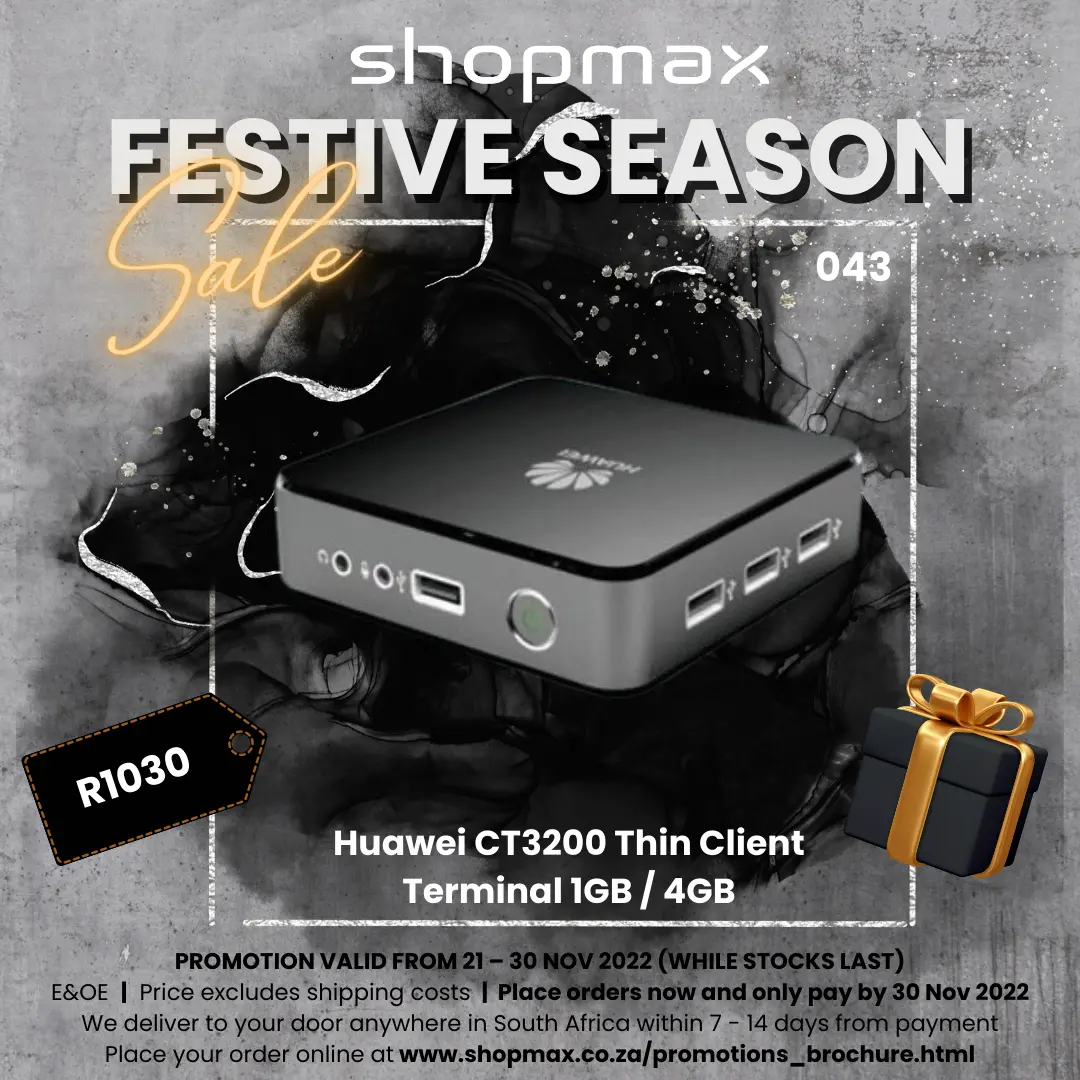 shopmax
FESTIVE SEASON
Sale
043
HUAWEI
R1030
Huawei CT3200 Thin Client
Terminal 1GB / 4GB
PROMOTION VALID FROM 21 – 30 NOV 2022 (WHILE STOCKS LAST)
E&OE | Price excludes shipping costs | Place orders now and only pay by 30 Nov 2022
We deliver to your door anywhere in South Africa within 7 - 14 days from payment
Place your order online at www.shopmax.co.za/promotions_brochure.html